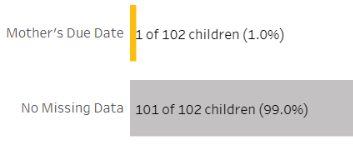 Mother's Due Date 1 of 102 children (1.0%)
No Missing Data 101 of 102 children (99.0%)